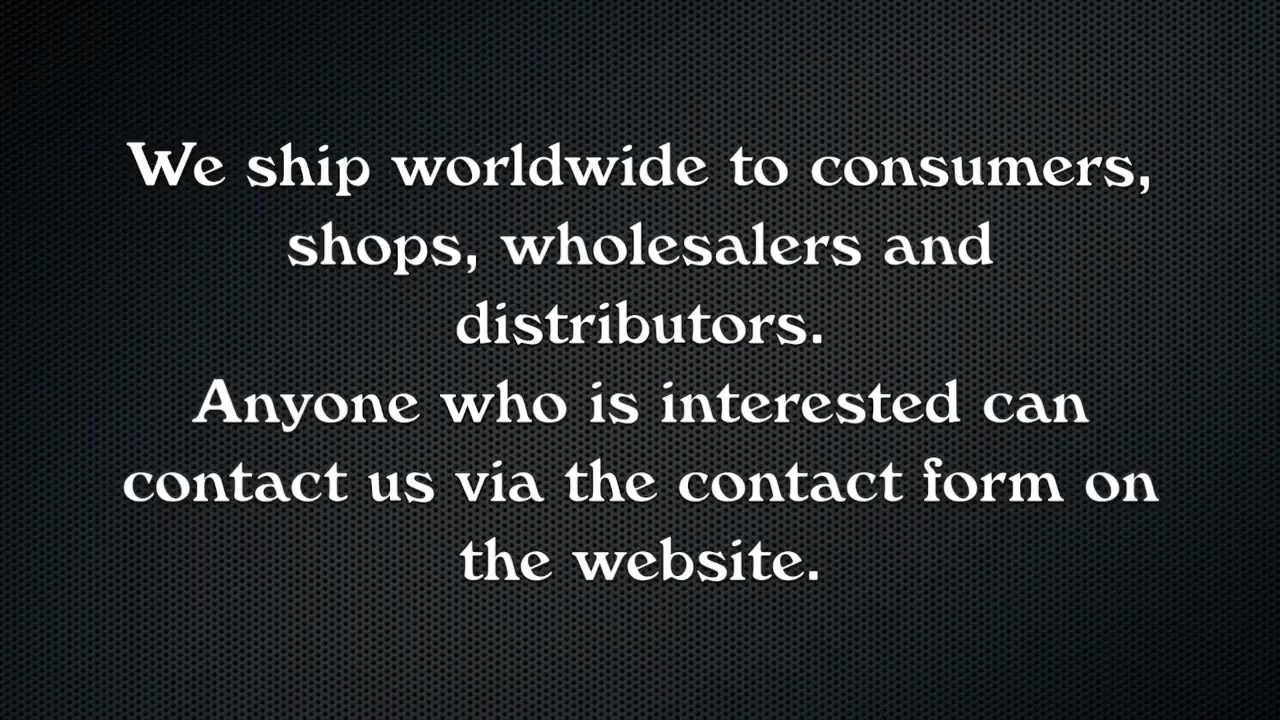 We ship worldwide to consumers,
shops, wholesalers and
distributors.
Anyone who is interested can
contact us via the contact form on
the website.